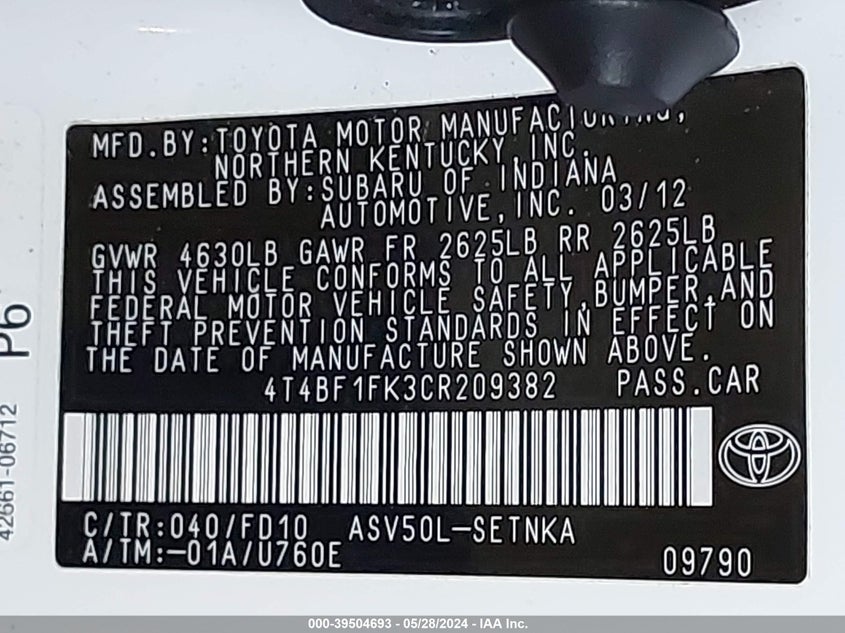 MFD.BY:TOYOTA MOTOR MANUFACTURING,
NORTHERN KENTUCKY, INC.
ASSEMBLED BY:SUBARU OF INDIANA
AUTOMOTIVE,INC. 03/12
GVWR 4630LB GAWR FR 2625LB RR 2625LB
THIS VEHICLE CONFORMS TO ALL APPLICABLE
FEDERAL MOTOR VEHICLE SAFETY,BUMPER,AND
THEFT PREVENTION STANDARDS IN EFFECT ON
THE DATE OF MANUFACTURE SHOWN ABOVE.
4T4BF1FK3CR209382 PASS.CAR
C/TR:040/FD10 ASV50L-SETNKA
A/TM:-01A/U760E 09790
42661-06712
000-39504693 - 05/28/2024 - IAA Inc.